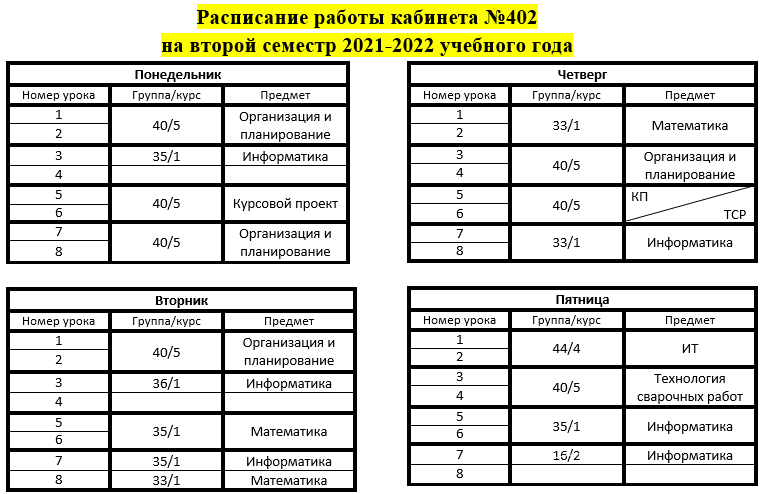 Расписание работы кабинета №402
на второй семестр 2021-2022 учебного года
Понедельник
Номер урока Группа/курс Предмет
1
2
40/5
Организация и
планирование
3 35/1 Информатика
4
5
6
40/5 Курсовой проект
7
8
40/5
Организация и
планирование
Вторник
Номер урока Группа/курс Предмет
1
2
40/5
Организация и
планирование
3 36/1 Информатика
4
5
6
35/1 Математика
7 35/1 Информатика
8 33/1 Математика
Четверг
Номер урока Группа/курс Предмет
1
2
33/1 Математика
3
4
40/5
Организация и
планирование
5
6
40/5
КП
ТСР
7
8
33/1 Информатика
Пятница
Номер урока Группа/курс Предмет
1
2
44/4 ИТ
3
4
40/5
Технология
сварочных работ
5
6
35/1 Информатика
7 16/2 Информатика
8